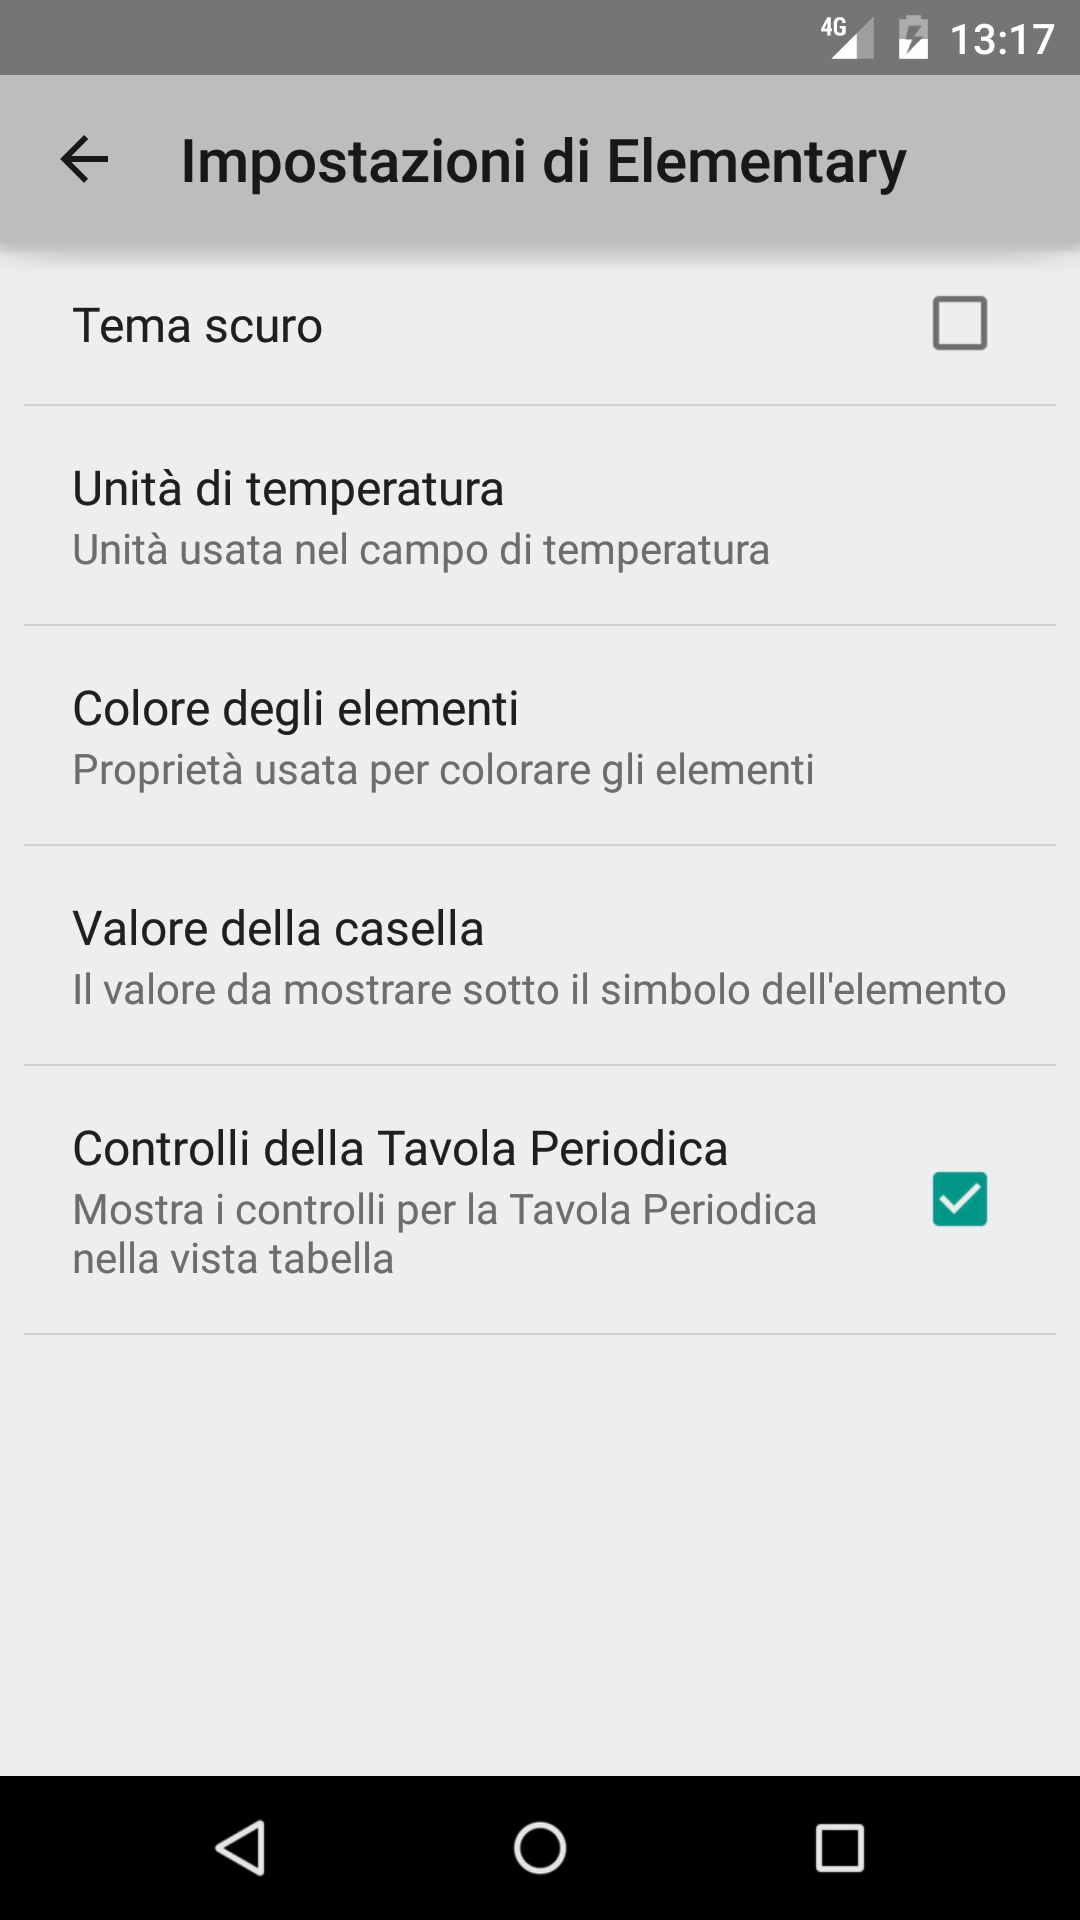 4G 13:17
Impostazioni di Elementary
Tema scuro
Unità di temperatura
Unità usata nel campo di temperatura
Colore degli elementi
Proprietà usata per colorare gli elementi
Valore della casella
Il valore da mostrare sotto il simbolo dell'elemento
Controlli della Tavola Periodica
Mostra i controlli per la Tavola Periodica
nella vista tabella